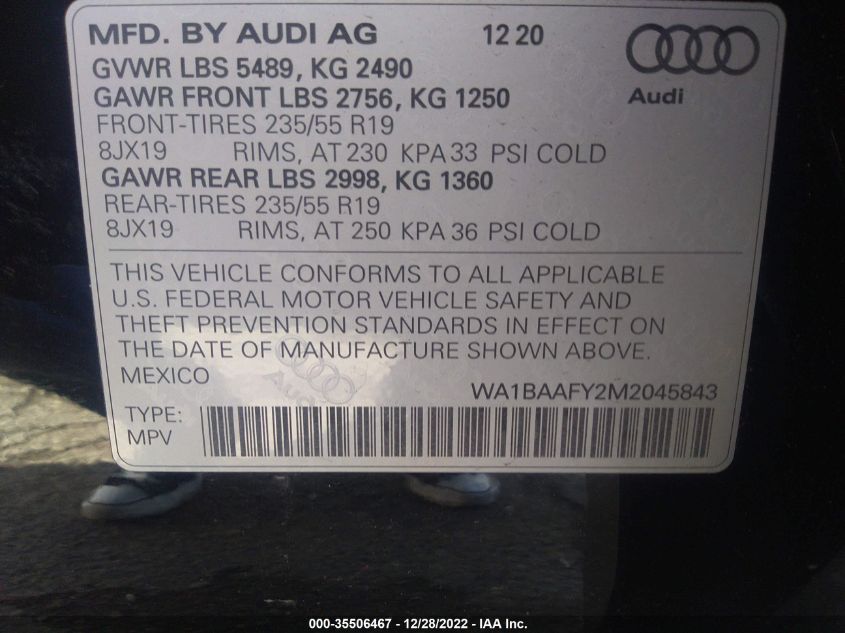 MFD. BY AUDI AG 12 20
Audi
GVWR LBS 5489, KG 2490
GAWR FRONT LBS 2756, KG 1250
FRONT-TIRES 235/55 R19
8JX19 RIMS, AT 230 KPA 33 PSI COLD
GAWR REAR LBS 2998, KG 1360
REAR-TIRES 235/55 R19
8JX19 RIMS, AT 250 KPA 36 PSI COLD
THIS VEHICLE CONFORMS TO ALL APPLICABLE
U.S. FEDERAL MOTOR VEHICLE SAFETY AND
THEFT PREVENTION STANDARDS IN EFFECT ON
THE DATE OF MANUFACTURE SHOWN ABOVE.
MEXICO
Audi
WA1BAAFY2M2045843
TYPE:
MPV
000-35506467 - 12/28/2022 - IAA Inc.